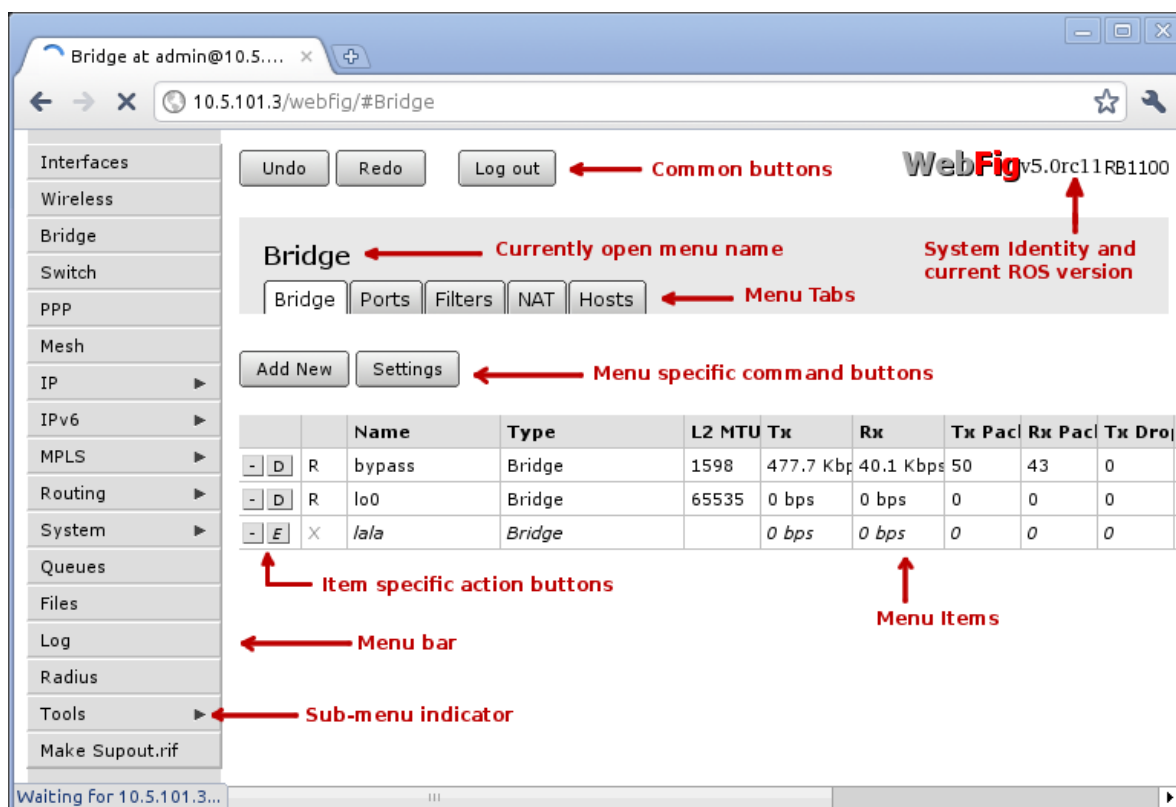 Bridge at admin@10.5....
10.5.101.3/webfig/#Bridge
Interfaces
Wireless
Bridge
Switch
PPP
Mesh
IP
IPv6
MPLS
Routing
System
Queues
Files
Log
Radius
Tools
Make Supout.rif
Undo Redo Log out Common buttons WebFig v5.0rc11 RB1100
System Identity and
current ROS version
Bridge Currently open menu name
Bridge Ports Filters NAT Hosts Menu Tabs
Add New Settings Menu specific command buttons
Name Type L2 MTU Tx Rx Tx Pac Rx Pac Tx Dro
- D R bypass Bridge 1598 477.7 Kbp 40.1 Kbps 50 43 0
- D R lo0 Bridge 65535 0 bps 0 bps 0 0 0
- E X lala Bridge 0 bps 0 bps 0 0 0
Item specific action buttons
Menu Items
Menu bar
Sub-menu indicator
Waiting for 10.5.101.3...